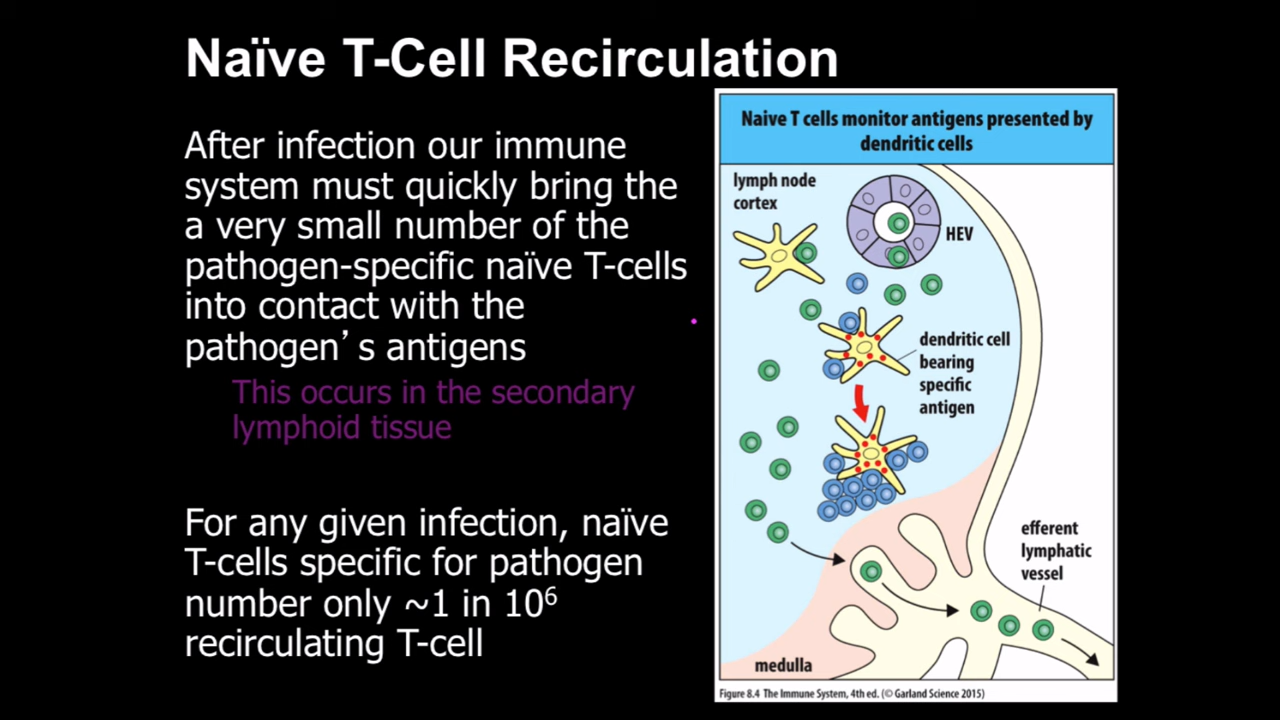 Naïve T-Cell Recirculation
After infection our immune
system must quickly bring the
a very small number of the
pathogen-specific naïve T-cells
into contact with the
pathogen’s antigens
This occurs in the secondary
lymphoid tissue
For any given infection, naïve
T-cells specific for pathogen
number only ~1 in 10⁶
recirculating T-cell
Naive T cells monitor antigens presented by
dendritic cells
lymph node
cortex
HEV
dendritic cell
bearing
specific
antigen
efferent
lymphatic
vessel
medulla
Figure 8.4 The Immune System, 4th ed. (© Garland Science 2015)